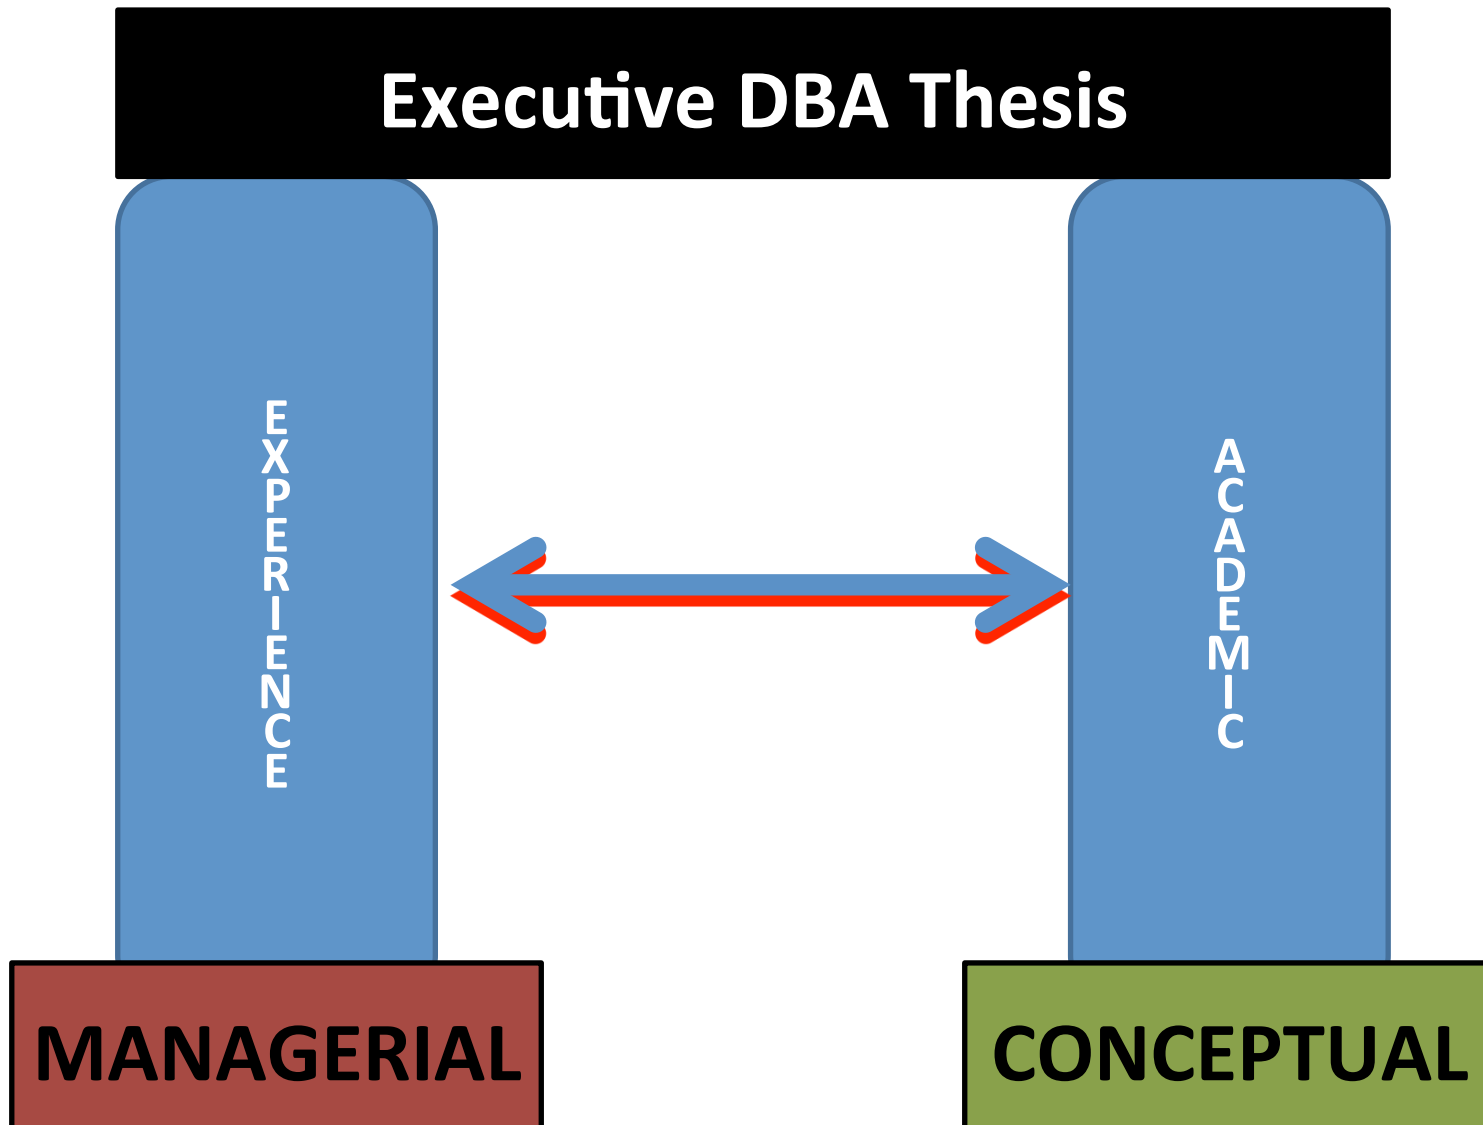 Executive DBA Thesis
EXPERIENCE
ACADEMIC
MANAGERIAL
CONCEPTUAL